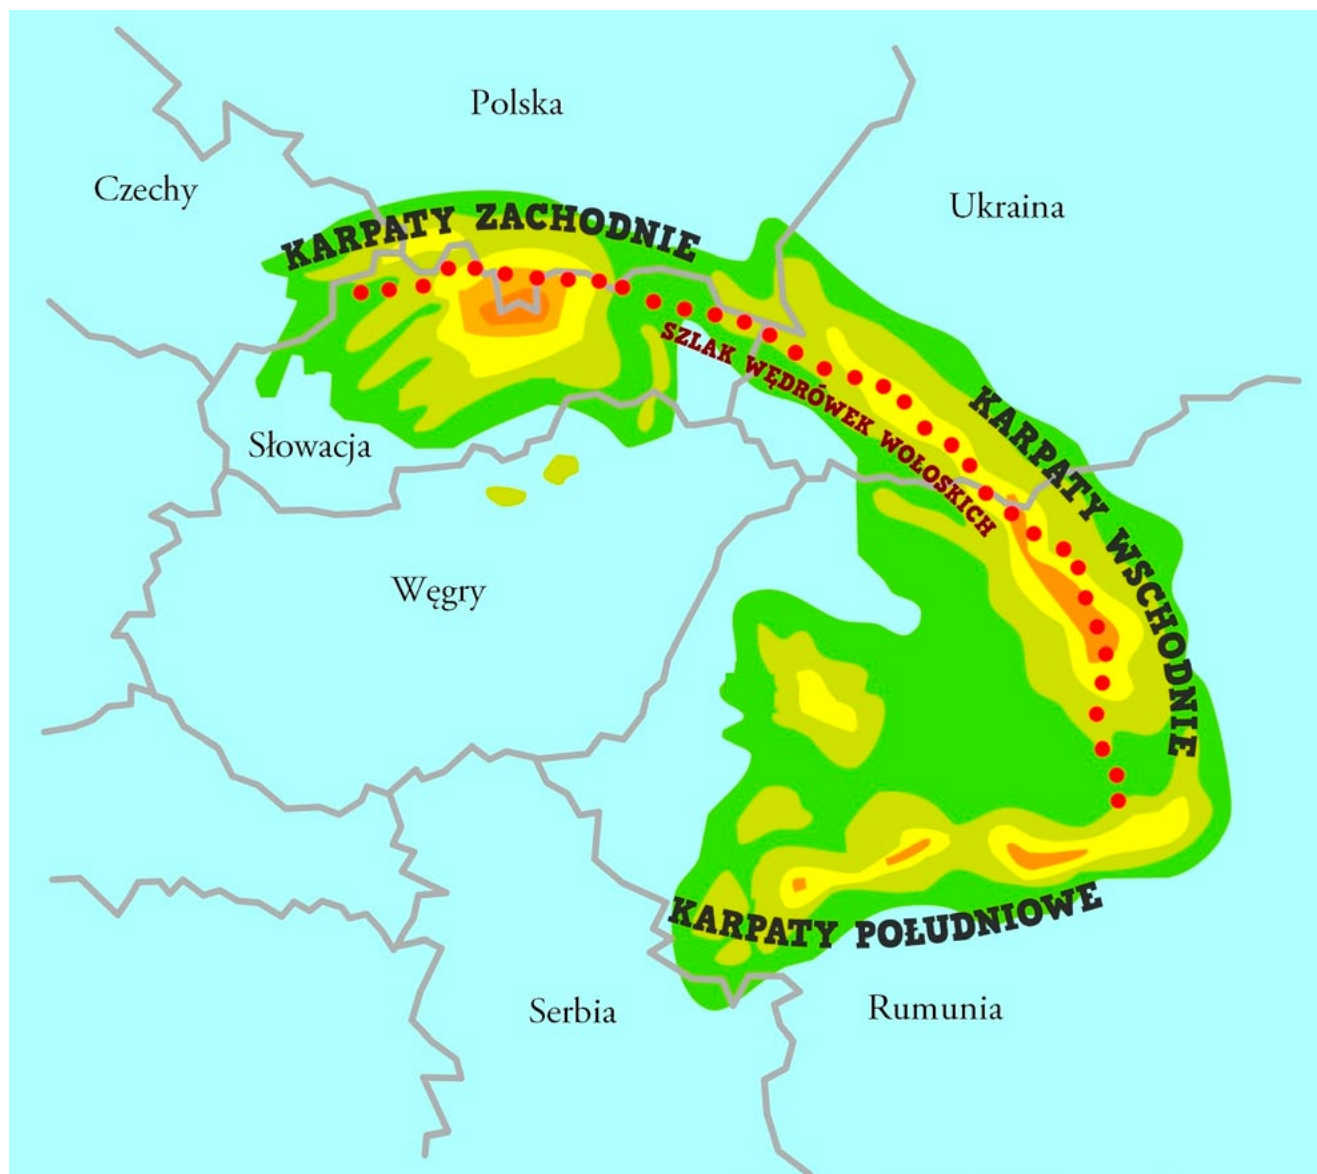 Polska
Czechy
Ukraina
KARPATY ZACHODNIE
SZLAK WĘDRÓWEK WOŁOSKICH
KARPATY WSCHODNIE
Słowacja
Węgry
KARPATY POŁUDNIOWE
Serbia
Rumunia